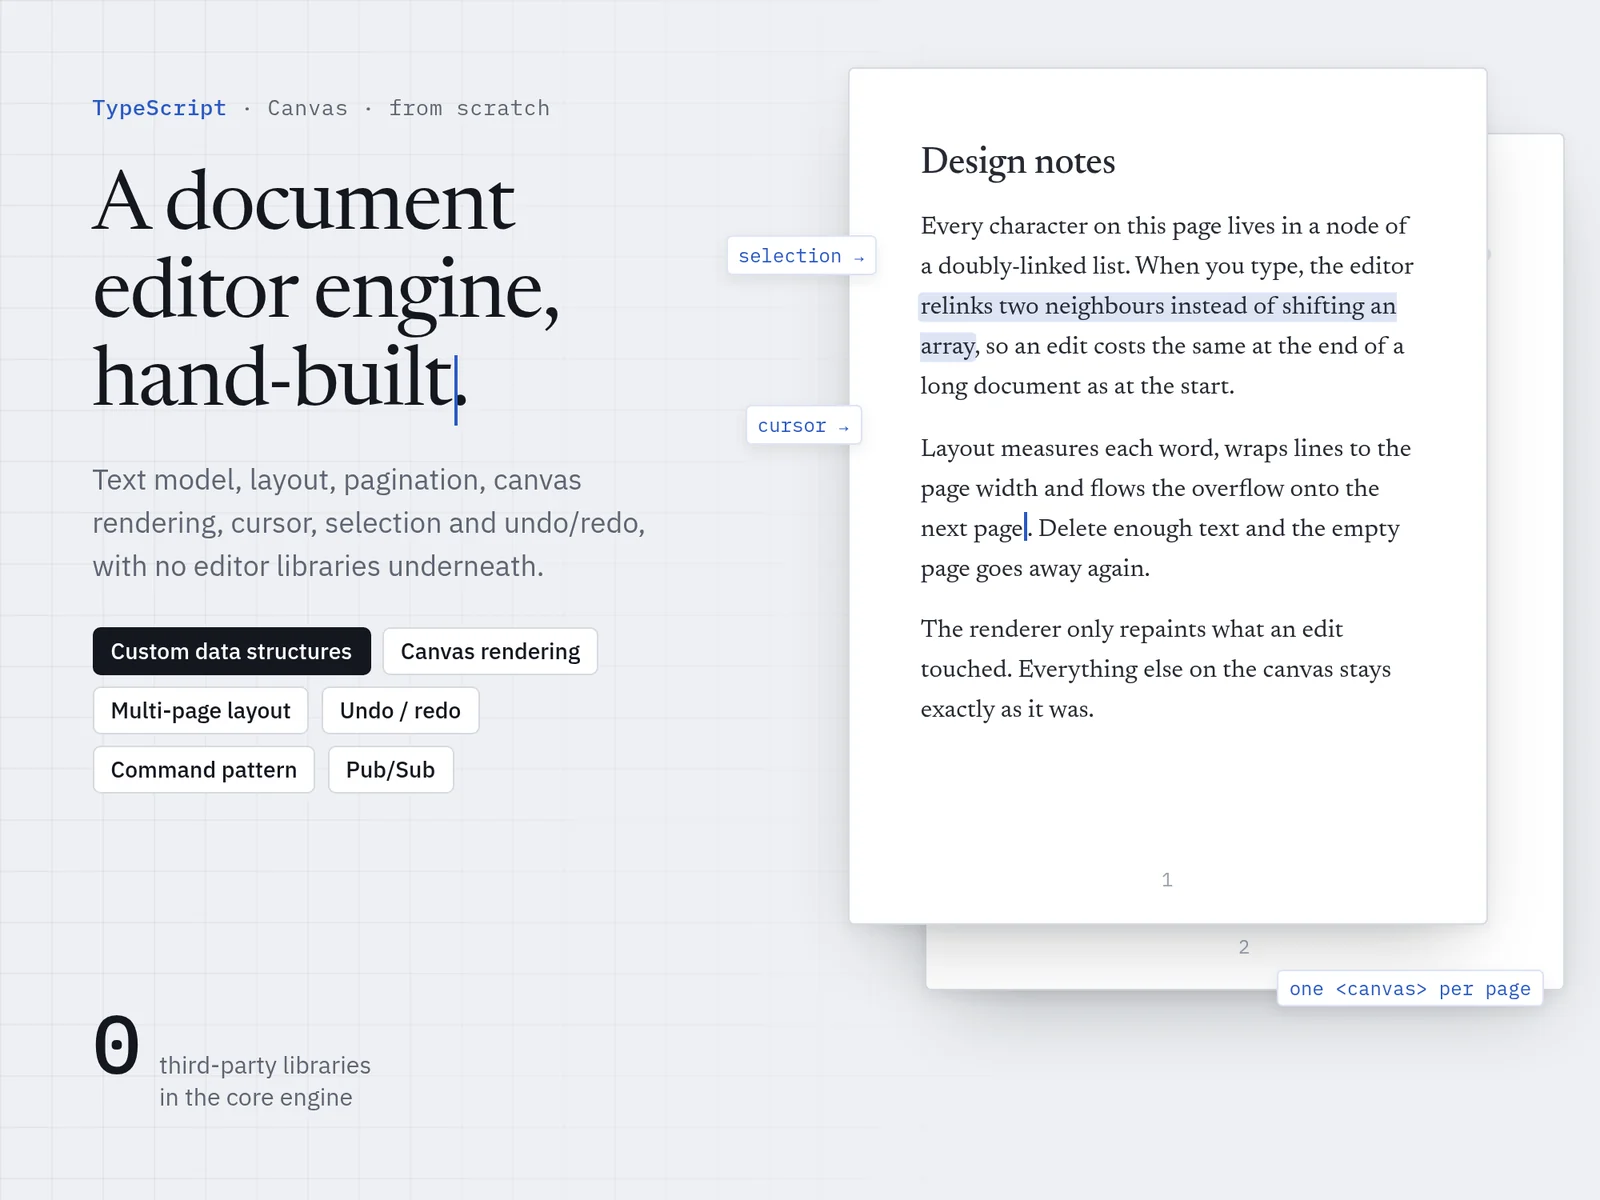 TypeScript · Canvas · from scratch
A document
editor engine,
hand-built.
Text model, layout, pagination, canvas
rendering, cursor, selection and undo/redo,
with no editor libraries underneath.
Custom data structures
Canvas rendering
Multi-page layout
Undo / redo
Command pattern
Pub/Sub
0
third-party libraries
in the core engine
selection →
cursor →
Design notes
Every character on this page lives in a node of
a doubly-linked list. When you type, the editor
relinks two neighbours instead of shifting an
array, so an edit costs the same at the end of a
long document as at the start.
Layout measures each word, wraps lines to the
page width and flows the overflow onto the
next page. Delete enough text and the empty
page goes away again.
The renderer only repaints what an edit
touched. Everything else on the canvas stays
exactly as it was.
1
2
one <canvas> per page